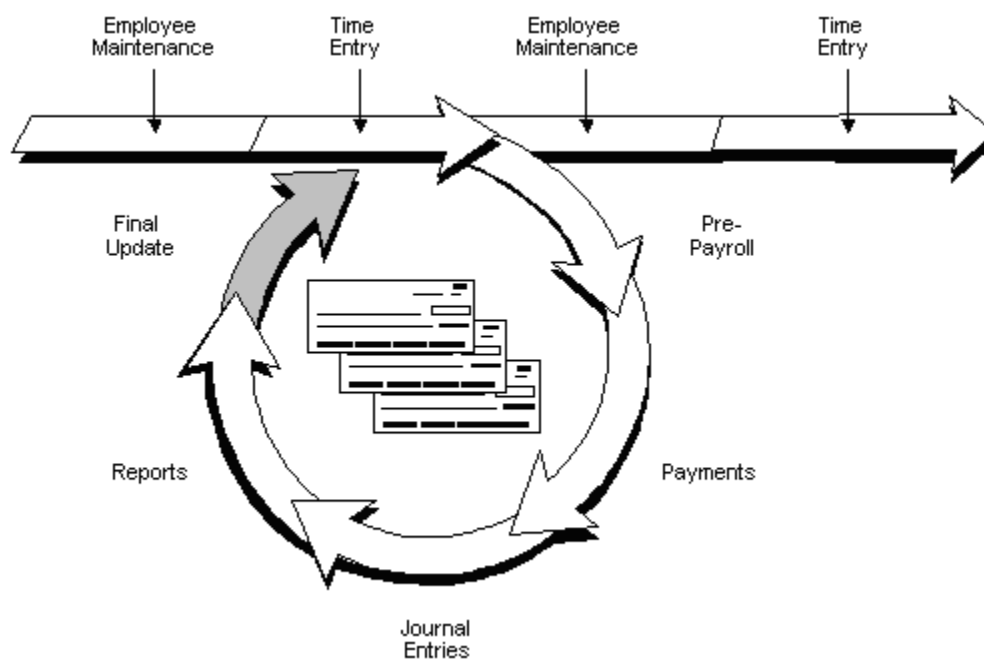 Employee
Maintenance
Time
Entry
Employee
Maintenance
Time
Entry
Final
Update
Pre-
Payroll
Reports
Payments
Journal
Entries